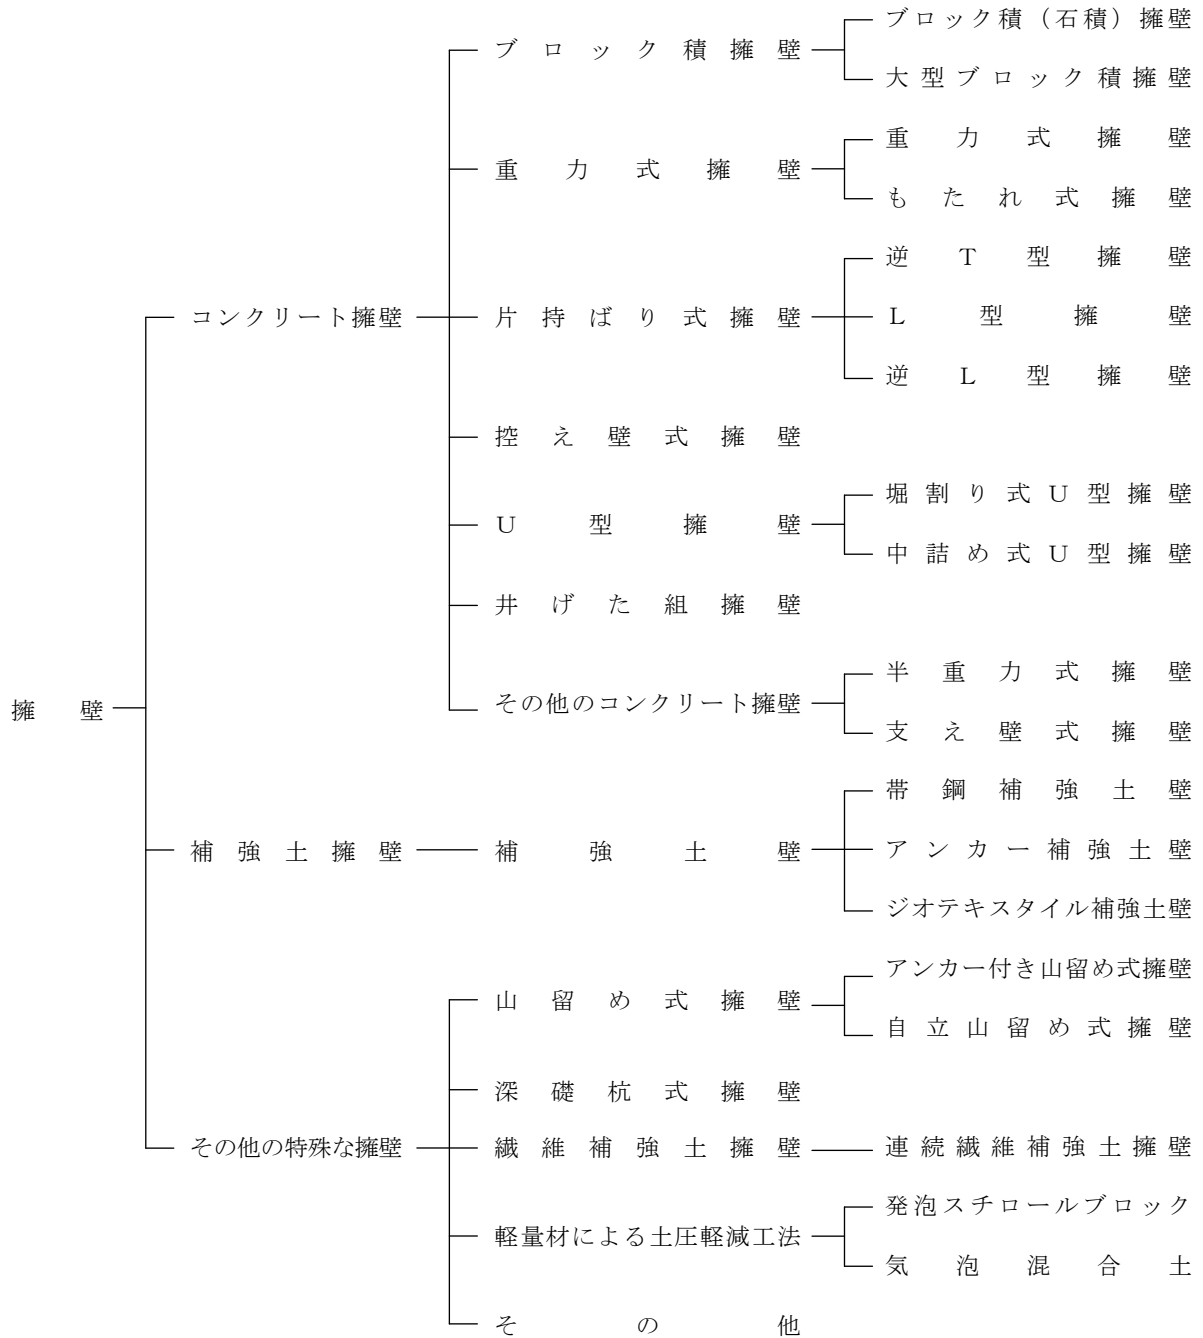 擁壁
コンクリート擁壁
ブロック積擁壁
ブロック積（石積）擁壁
大型ブロック積擁壁
重力式擁壁
重力式擁壁
もたれ式擁壁
片持ばり式擁壁
逆T型擁壁
L型擁壁
逆L型擁壁
控え壁式擁壁
U型擁壁
堀割り式U型擁壁
中詰め式U型擁壁
井げた組擁壁
その他のコンクリート擁壁
半重力式擁壁
支え壁式擁壁
補強土擁壁
補強土壁
帯鋼補強土壁
アンカー補強土壁
ジオテキスタイル補強土壁
その他の特殊な擁壁
山留め式擁壁
アンカー付き山留め式擁壁
自立山留め式擁壁
深礎杭式擁壁
繊維補強土擁壁
連続繊維補強土擁壁
軽量材による土圧軽減工法
発泡スチロールブロック
気泡混合土
その他